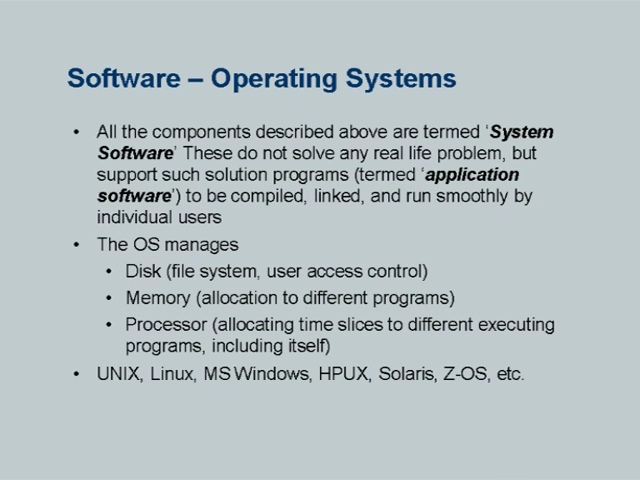 Software – Operating Systems
• All the components described above are termed ‘System
Software’ These do not solve any real life problem, but
support such solution programs (termed ‘application
software’) to be compiled, linked, and run smoothly by
individual users
• The OS manages
• Disk (file system, user access control)
• Memory (allocation to different programs)
• Processor (allocating time slices to different executing
programs, including itself)
• UNIX, Linux, MS Windows, HPUX, Solaris, Z-OS, etc.